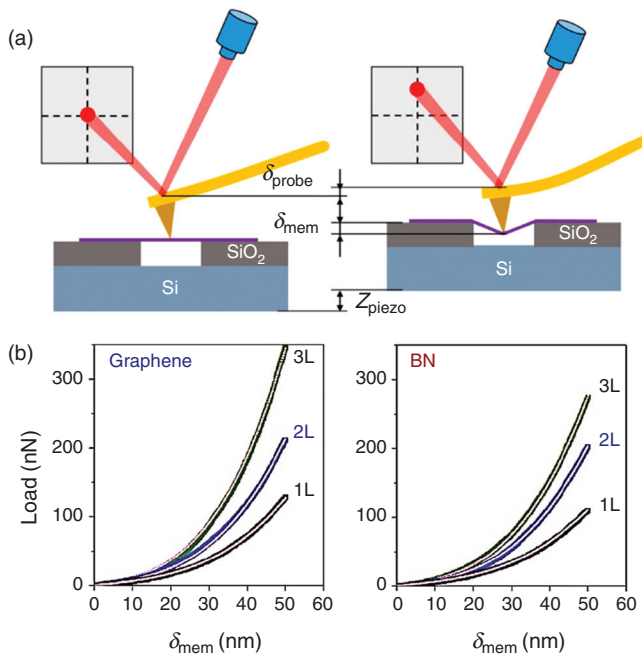 (a)
δprobe
δmem
SiO2
Si
SiO2
Si
Zpiezo
(b)
Graphene
3L
2L
1L
Load (nN)
300
200
100
0
0 10 20 30 40 50 60
δmem (nm)
BN
3L
2L
1L
300
200
100
0
0 10 20 30 40 50 60
δmem (nm)